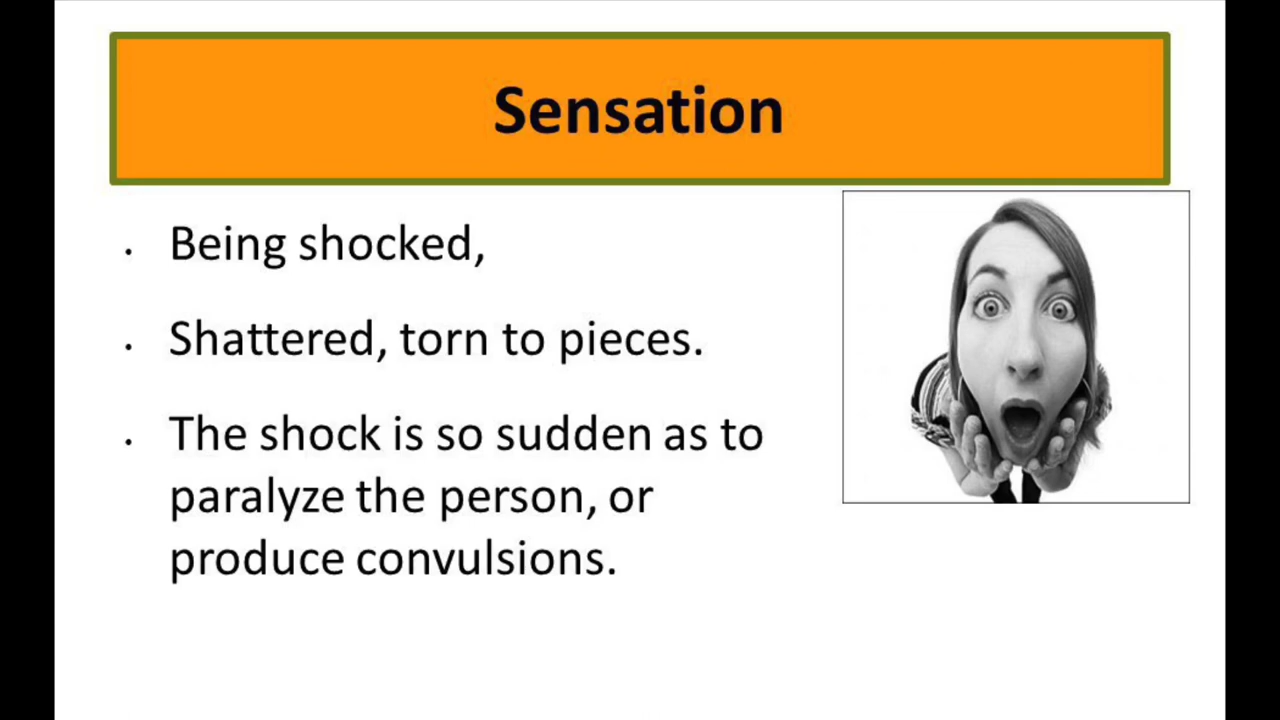 Sensation
Being shocked,
Shattered, torn to pieces.
The shock is so sudden as to
paralyze the person, or
produce convulsions.